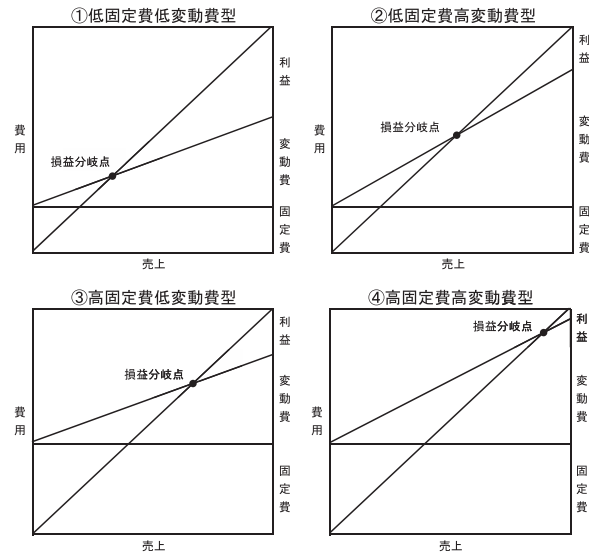 ①低固定費低変動費型
利益
費用
損益分岐点
変動費
固定費
売上
②低固定費高変動費型
利益
費用
損益分岐点
変動費
固定費
売上
③高固定費低変動費型
利益
損益分岐点
変動費
費用
固定費
売上
④高固定費高変動費型
損益分岐点
利益
変動費
費用
固定費
売上